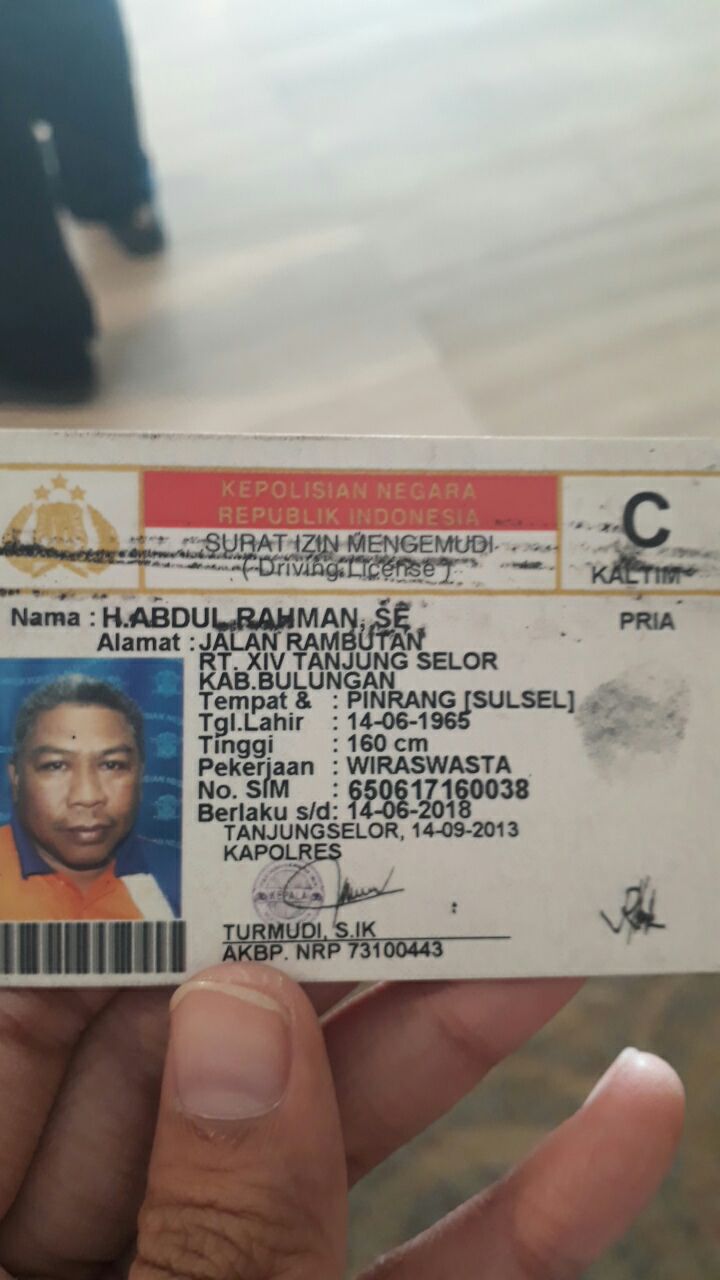 KEPOLISIAN NEGARA
REPUBLIK INDONESIA
SURAT IZIN MENGEMUDI
( Driving License )
C
KALTIM
Nama : H.ABDUL RAHMAN, SE
PRIA
Alamat : JALAN RAMBUTAN
RT. XIV TANJUNG SELOR
KAB.BULUNGAN
Tempat & : PINRANG [SULSEL]
Tgl.Lahir : 14-06-1965
Tinggi : 160 cm
Pekerjaan : WIRASWASTA
No. SIM : 650617160038
Berlaku s/d: 14-06-2018
TANJUNGSELOR, 14-09-2013
KAPOLRES
KEPALA
TURMUDI, S.IK
AKBP. NRP 73100443